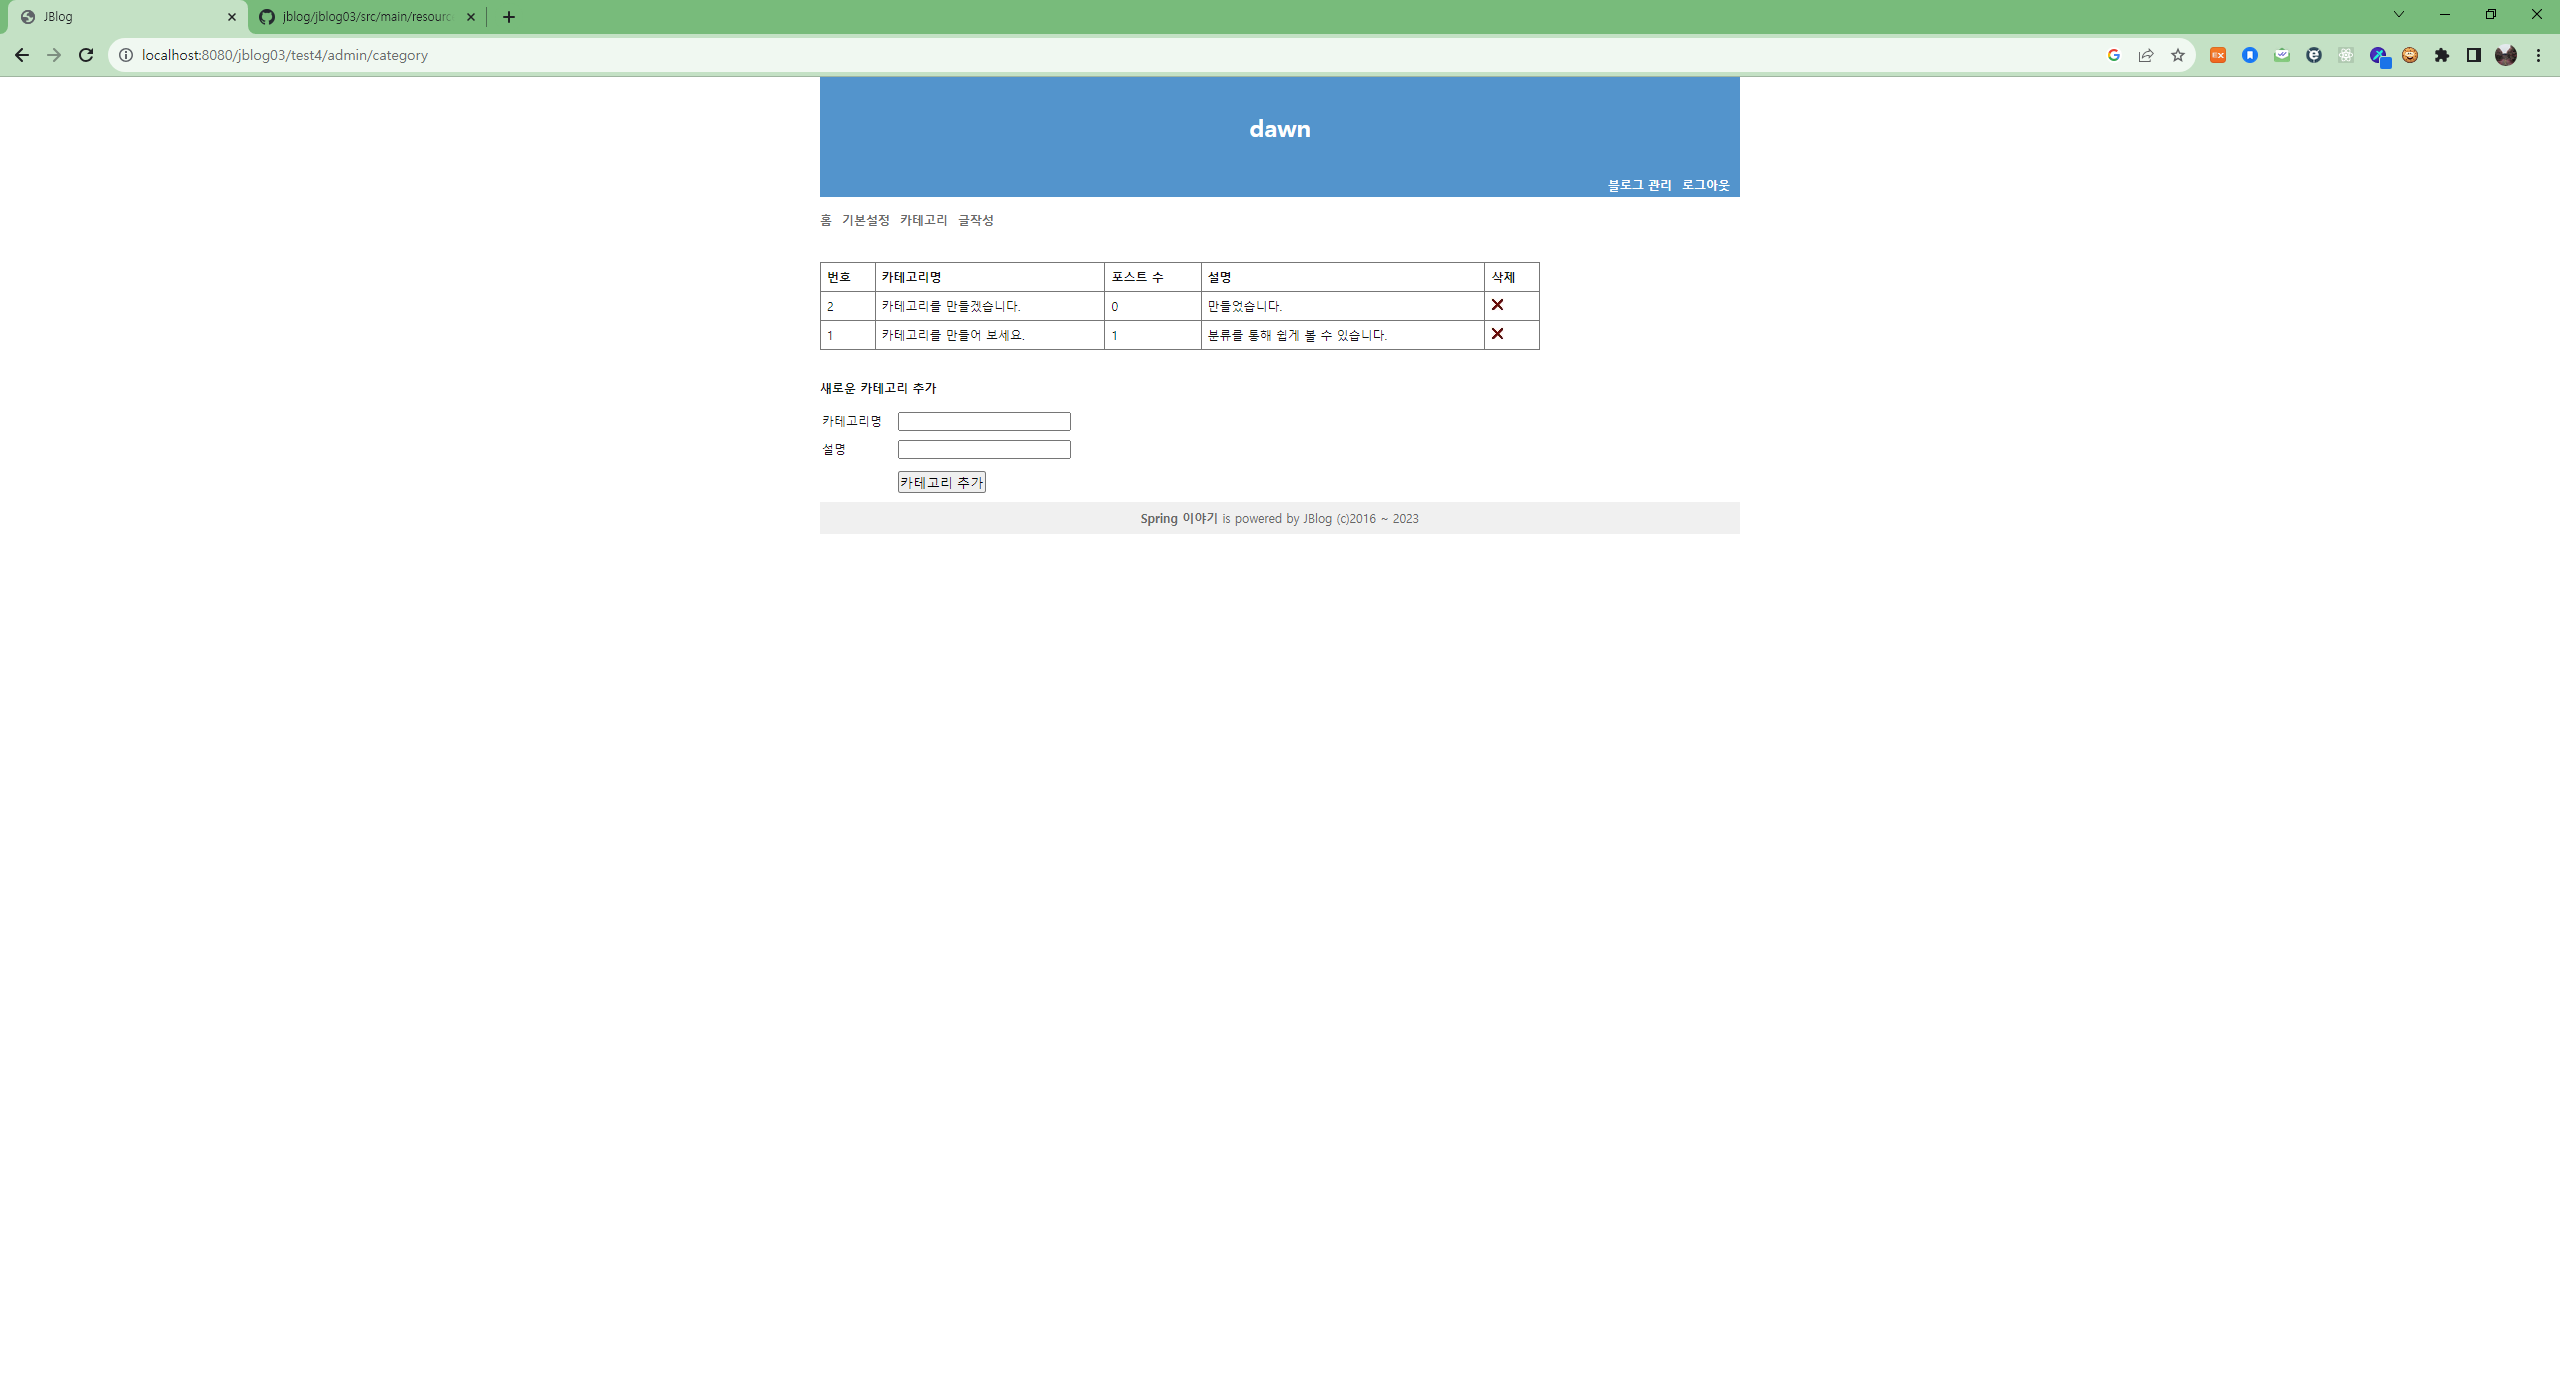 JBlog
jblog/jblog03/src/main/resourc
localhost:8080/jblog03/test4/admin/category
dawn
블로그 관리 로그아웃
홈 기본설정 카테고리 글작성
번호 카테고리명 포스트 수 설명 삭제
2 카테고리를 만들겠습니다. 0 만들었습니다.
1 카테고리를 만들어 보세요. 1 분류를 통해 쉽게 볼 수 있습니다.
새로운 카테고리 추가
카테고리명
설명
카테고리 추가
Spring 이야기 is powered by JBlog (c)2016 ~ 2023